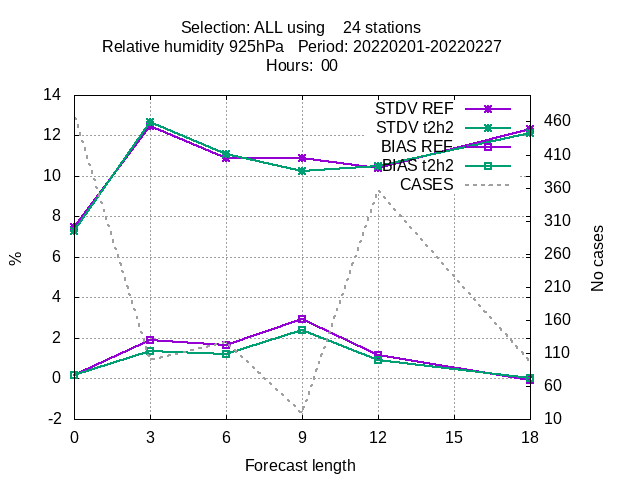 Selection: ALL using    24 stations
Relative humidity 925hPa   Period: 20220201-20220227
Hours:  00
14
12
10
8
6
4
2
0
-2
%
STDV REF
STDV t2h2
BIAS REF
BIAS t2h2
CASES
460
410
360
310
260
210
160
110
60
10
No cases
0 3 6 9 12 15 18
Forecast length